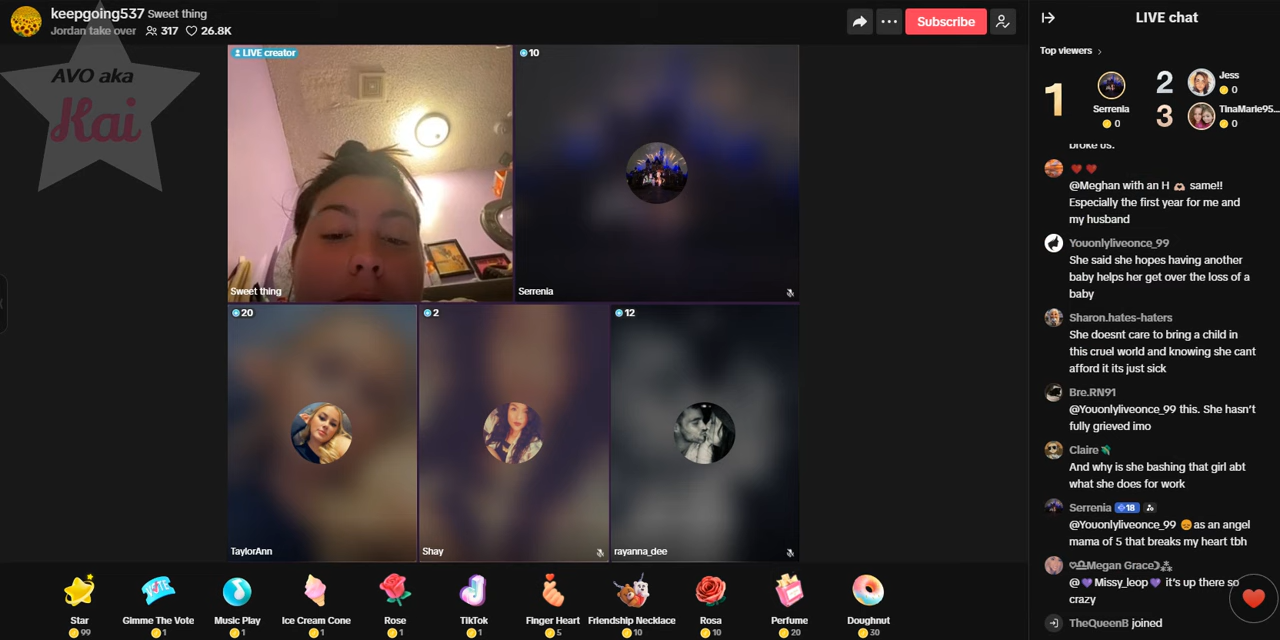 keepgoing537 Sweet thing
Jordan take over 317 26.8K
Subscribe
AVO aka
Kai
LIVE creator
Sweet thing
10
Serrenia
20
TaylorAnn
2
Shay
12
rayanna_dee
Star
99
Gimme The Vote
1
Music Play
1
Ice Cream Cone
1
Rose
1
TikTok
1
Finger Heart
5
Friendship Necklace
10
Rosa
10
Perfume
20
Doughnut
30
LIVE chat
Top viewers
1
Serrenia
0
2
Jess
0
3
TinaMarie95...
0
broke us.
@Meghan with an H 🫶🏼 same!!
Especially the first year for me and
my husband
Youonlyliveonce_99
She said she hopes having another
baby helps her get over the loss of a
baby
Sharon.hates-haters
She doesnt care to bring a child in
this cruel world and knowing she cant
afford it its just sick
Bre.RN91
@Youonlyliveonce_99 this. She hasn't
fully grieved imo
Claire
And why is she bashing that girl abt
what she does for work
Serrenia 18
@Youonlyliveonce_99 as an angel
mama of 5 that breaks my heart tbh
Megan Grace
@💜Missy_leop💜 it's up there so
crazy
TheQueenB joined